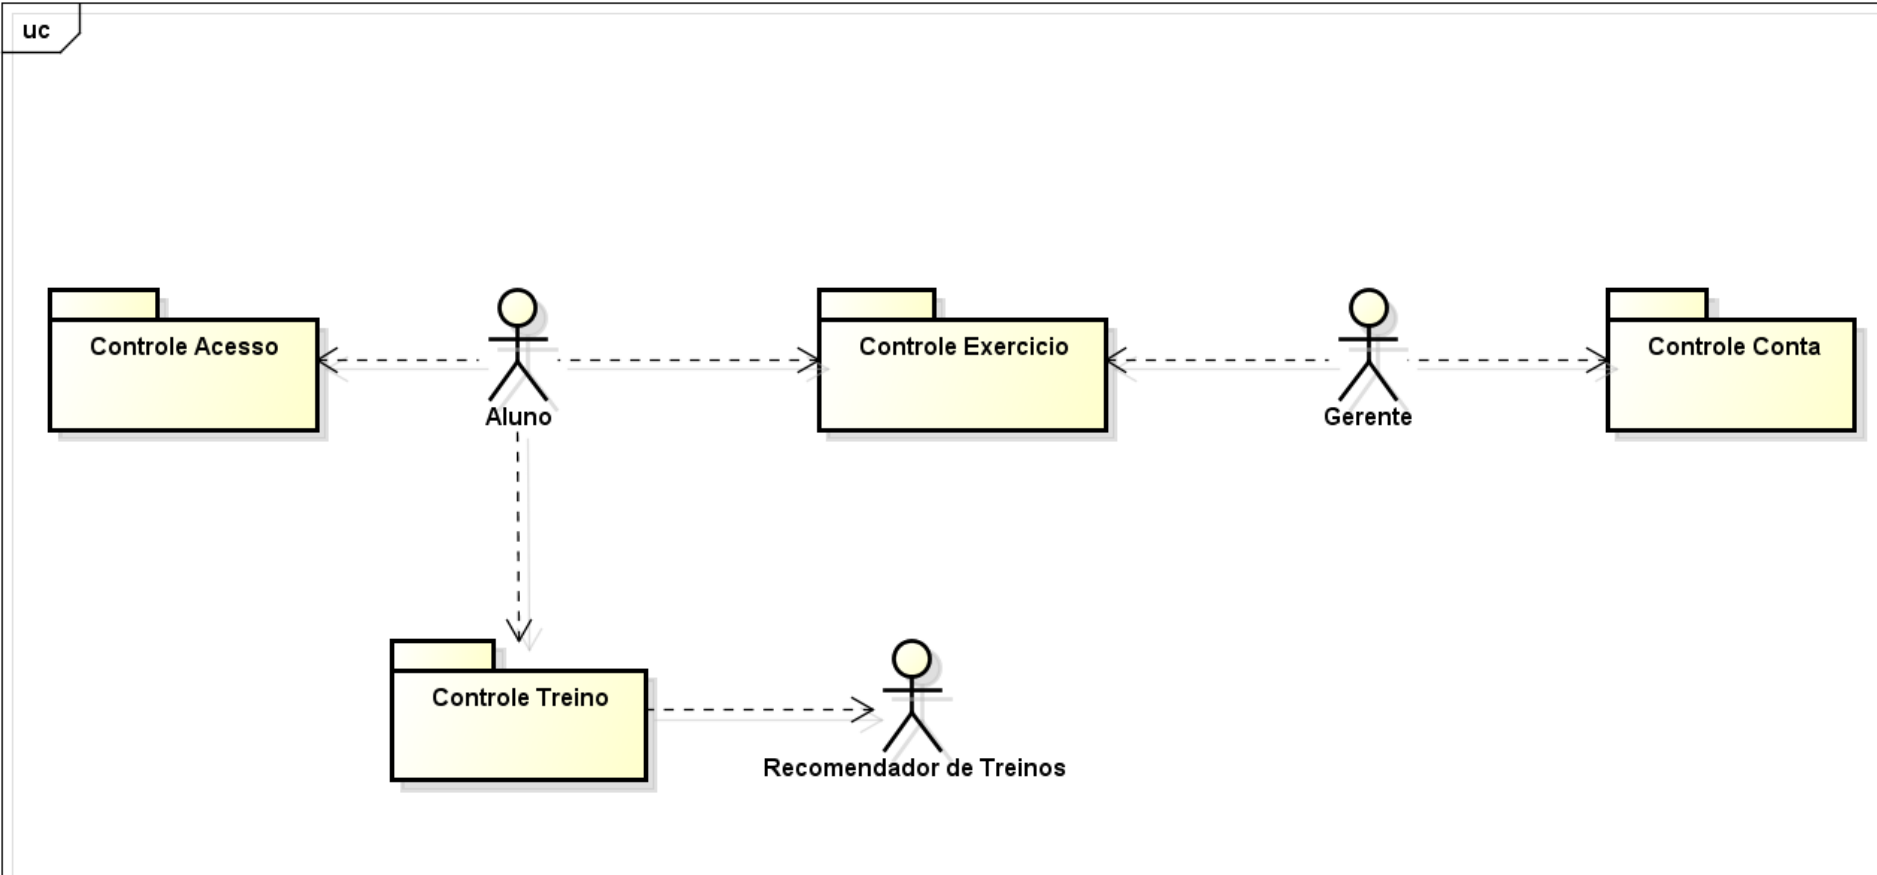 uc
Controle Acesso
Aluno
Controle Exercicio
Gerente
Controle Conta
Controle Treino
Recomendador de Treinos